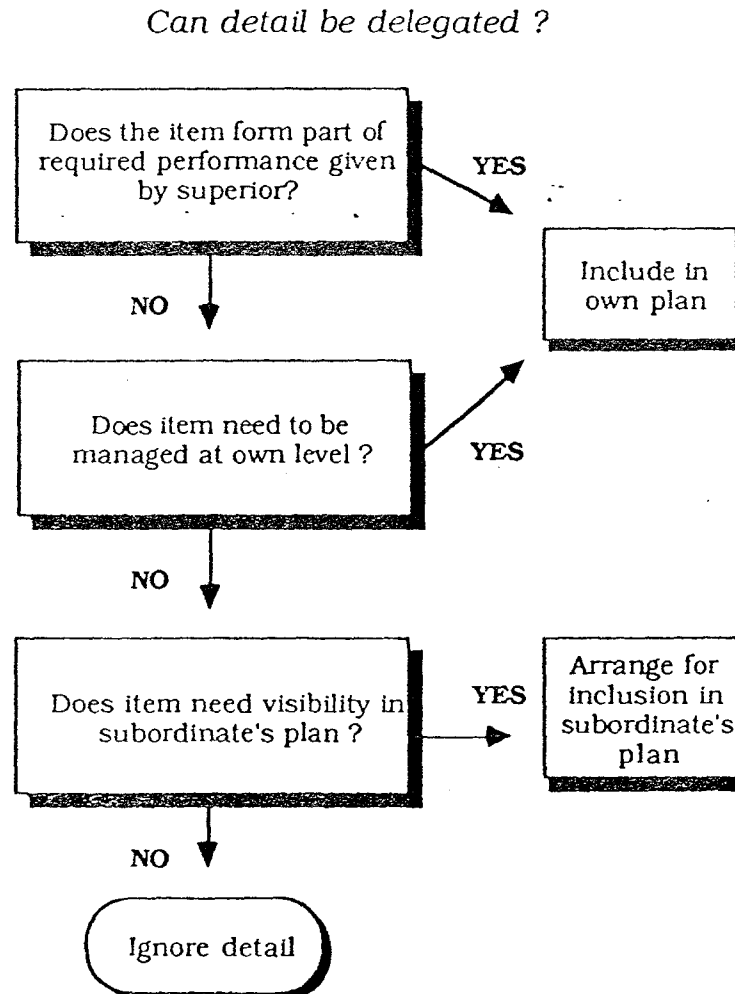 Can detail be delegated ?
Does the item form part of
required performance given
by superior?
YES
Include in
own plan
NO
Does item need to be
managed at own level ?
YES
NO
Does item need visibility in
subordinate's plan ?
YES
Arrange for
inclusion in
subordinate's
plan
NO
Ignore detail